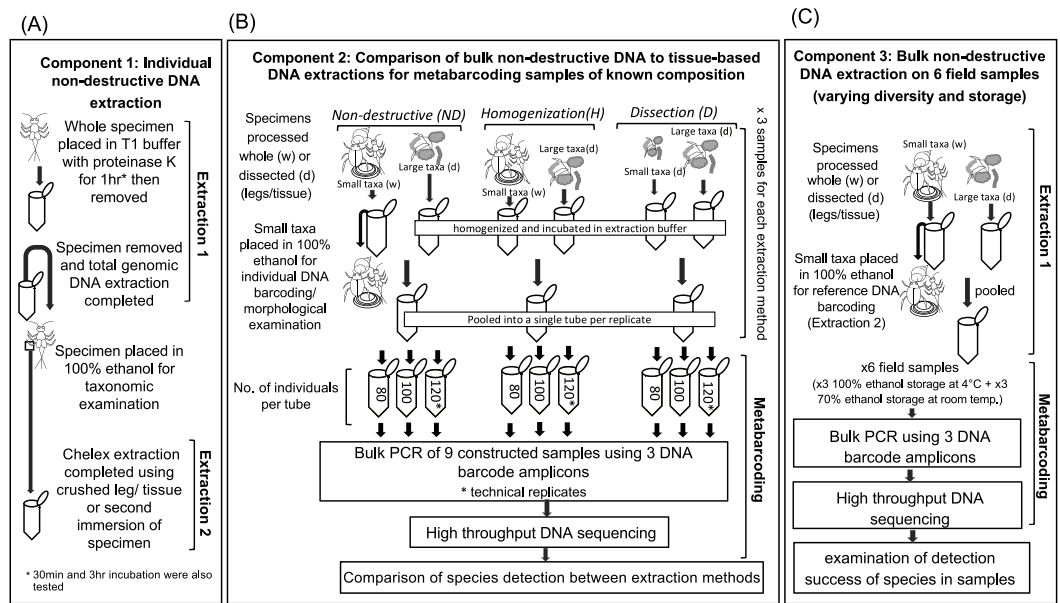 (A)
Component 1: Individual
non-destructive DNA
extraction
Whole specimen
placed in T1 buffer
with proteinase K
for 1hr* then
removed
Extraction 1
Specimen removed
and total genomic
DNA extraction
completed
Specimen placed in
100% ethanol for
taxonomic
examination
Chelex extraction
completed using
crushed leg/ tissue
or second
immersion of
specimen
Extraction 2
* 30min and 3hr incubation were also
tested
(B)
Component 2: Comparison of bulk non-destructive DNA to tissue-based
DNA extractions for metabarcoding samples of known composition
Specimens
processed
whole (w) or
dissected (d)
(legs/tissue)
Non-destructive (ND)
Homogenization(H)
Dissection (D)
Large taxa (d)
Small taxa (w)
Large taxa(d)
Small taxa (w)
Large taxa (d)
Small taxa (d)
x 3 samples for each extraction method
homogenized and incubated in extraction buffer
Small taxa
placed in 100%
ethanol for
individual DNA
barcoding/
morphological
examination
Pooled into a single tube per replicate
No. of individuals
per tube
80
100
120*
80
100
120*
80
100
120*
Metabarcoding
Bulk PCR of 9 constructed samples using 3 DNA
barcode amplicons
* technical replicates
High throughput DNA sequencing
Comparison of species detection between extraction methods
(C)
Component 3: Bulk non-destructive
DNA extraction on 6 field samples
(varying diversity and storage)
Specimens
processed
whole (w) or
dissected (d)
(legs/tissue)
Small taxa (w)
Large taxa (d)
Extraction 1
Small taxa placed in
100% ethanol
for reference DNA
barcoding
(Extraction 2)
pooled
x6 field samples
(x3 100% ethanol storage at 4°C + x3
70% ethanol storage at room temp.)
Metabarcoding
Bulk PCR using 3 DNA
barcode amplicons
High throughput DNA
sequencing
examination of detection
success of species in samples